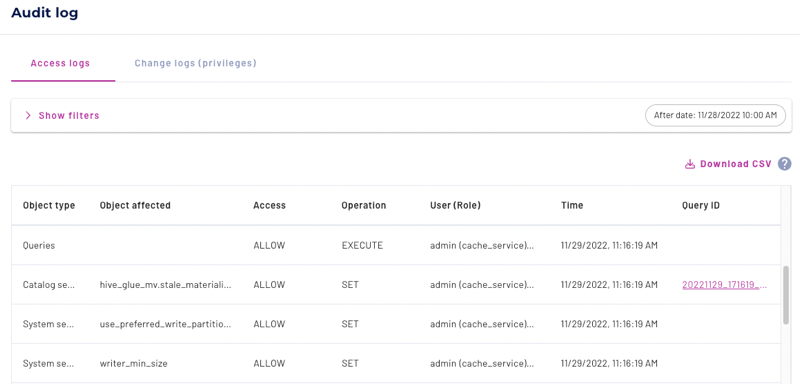 Audit log
Access logs Change logs (privileges)
Show filters After date: 11/28/2022 10:00 AM
Download CSV ?
Object type Object affected Access Operation User (Role) Time Query ID
Queries ALLOW EXECUTE admin (cache_service)... 11/29/2022, 11:16:19 AM
Catalog se... hive_glue_mv.stale_materiali... ALLOW SET admin (cache_service)... 11/29/2022, 11:16:19 AM 20221129_171619_...
System se... use_preferred_write_partitio... ALLOW SET admin (cache_service)... 11/29/2022, 11:16:19 AM
System se... writer_min_size ALLOW SET admin (cache_service)... 11/29/2022, 11:16:19 AM